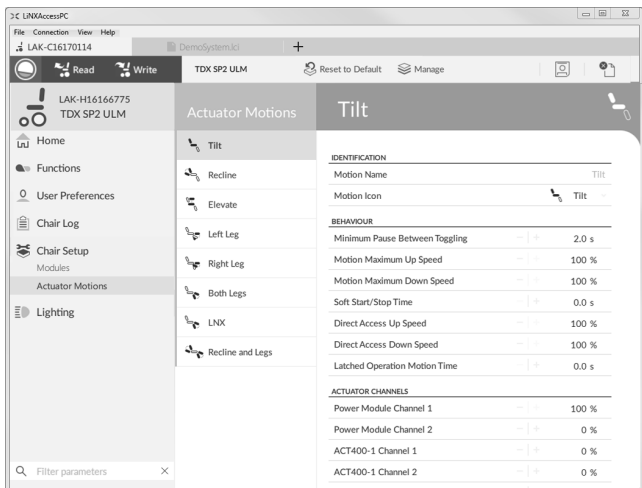 LiNXAccessPC
File Connection View Help
LAK-C16170114
DemoSystem.lci
Read
Write
TDX SP2 ULM
Reset to Default
Manage
LAK-H16166775
TDX SP2 ULM
Home
Functions
User Preferences
Chair Log
Chair Setup
Modules
Actuator Motions
Lighting
Filter parameters
Actuator Motions
Tilt
Recline
Elevate
Left Leg
Right Leg
Both Legs
LNX
Recline and Legs
Tilt
IDENTIFICATION
Motion Name Tilt
Motion Icon Tilt
BEHAVIOUR
Minimum Pause Between Toggling - + 2.0 s
Motion Maximum Up Speed - + 100 %
Motion Maximum Down Speed - + 100 %
Soft Start/Stop Time + 0.0 s
Direct Access Up Speed - + 100 %
Direct Access Down Speed - + 100 %
Latched Operation Motion Time + 0.0 s
ACTUATOR CHANNELS
Power Module Channel 1 - + 100 %
Power Module Channel 2 - + 0 %
ACT400-1 Channel 1 - + 0 %
ACT400-1 Channel 2 - + 0 %